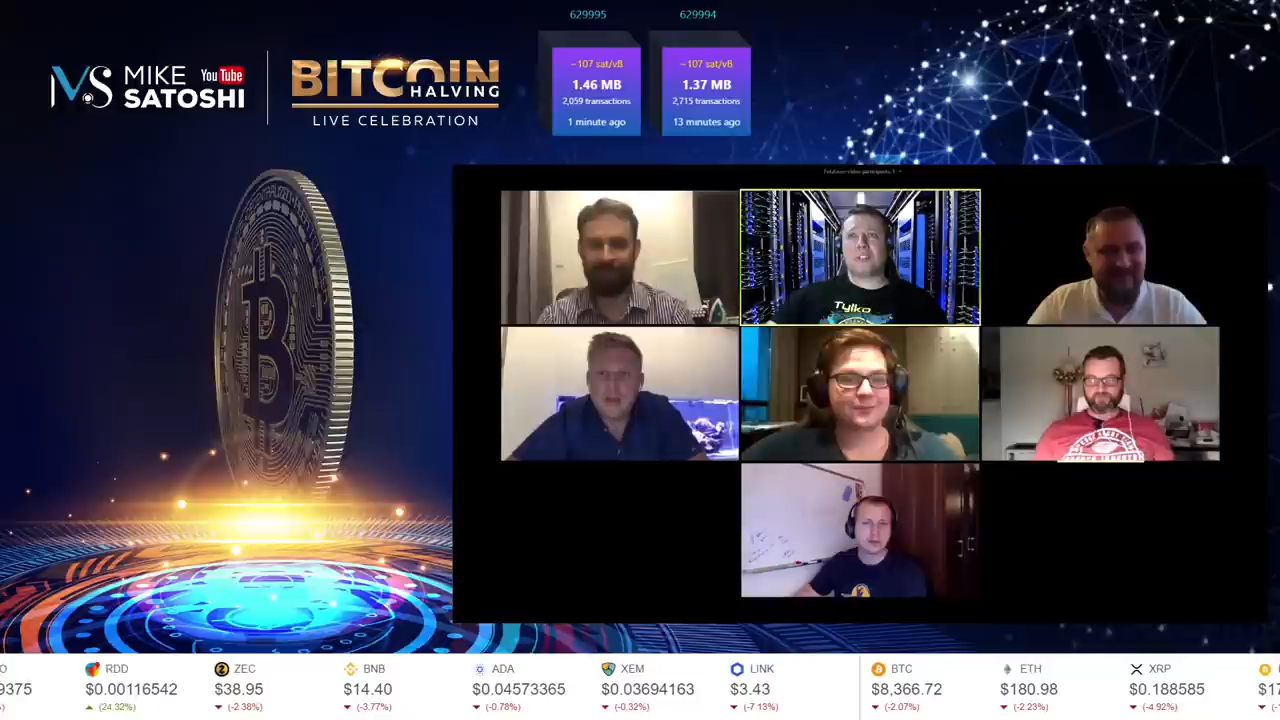 629995
629994
MIKE
SATOSHI
YouTube
BITCOIN
HALVING
LIVE CELEBRATION
~107 sat/vB
1.46 MB
2,059 transactions
1 minute ago
~107 sat/vB
1.37 MB
2,715 transactions
13 minutes ago
Tylko
RDD
$0.00116542
(24.32%)
ZEC
$38.95
(-2.38%)
BNB
$14.40
(-3.77%)
ADA
$0.04573365
(-0.78%)
XEM
$0.03694163
(-0.32%)
LINK
$3.43
(-7.13%)
BTC
$8,366.72
(-2.07%)
ETH
$180.98
(-2.23%)
XRP
$0.188585
(-4.92%)